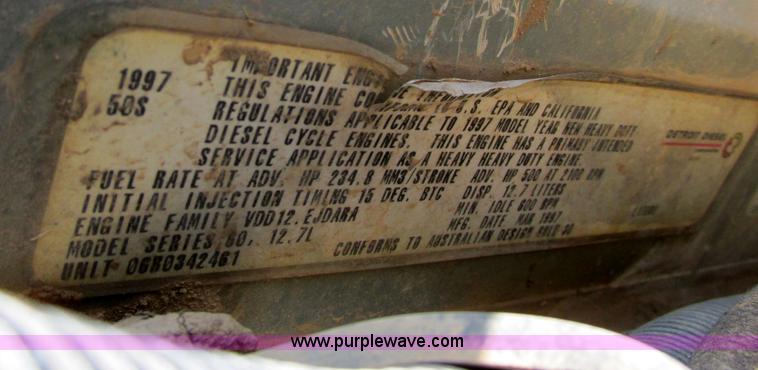 1997
50S
IMPORTANT ENG
THIS ENGINE CO
U.S. EPA AND CALIFORNIA
REGULATIONS APPLICABLE TO 1997 MODEL YEAR NEW HEAVY DUTY
DIESEL CYCLE ENGINES. THIS ENGINE HAS A PRIMARY INTENDED
SERVICE APPLICATION AS A HEAVY HEAVY DUTY ENGINE.
FUEL RATE AT ADV. HP 234.8 MM3/STROKE ADV. HP 500 AT 2100 RPM
INITIAL INJECTION TIMING 15 DEG. BTC DISP. 12.7 LITERS
ENGINE FAMILY VDD12.EJDARA MIN. IDLE 600 RPM
MODEL SERIES 60, 12.7L MFG. DATE MAR 1997
UNIT 06R0342461 CONFORMS TO AUSTRALIAN DESIGN RULE 30
DETROIT DIESEL
www.purplewave.com